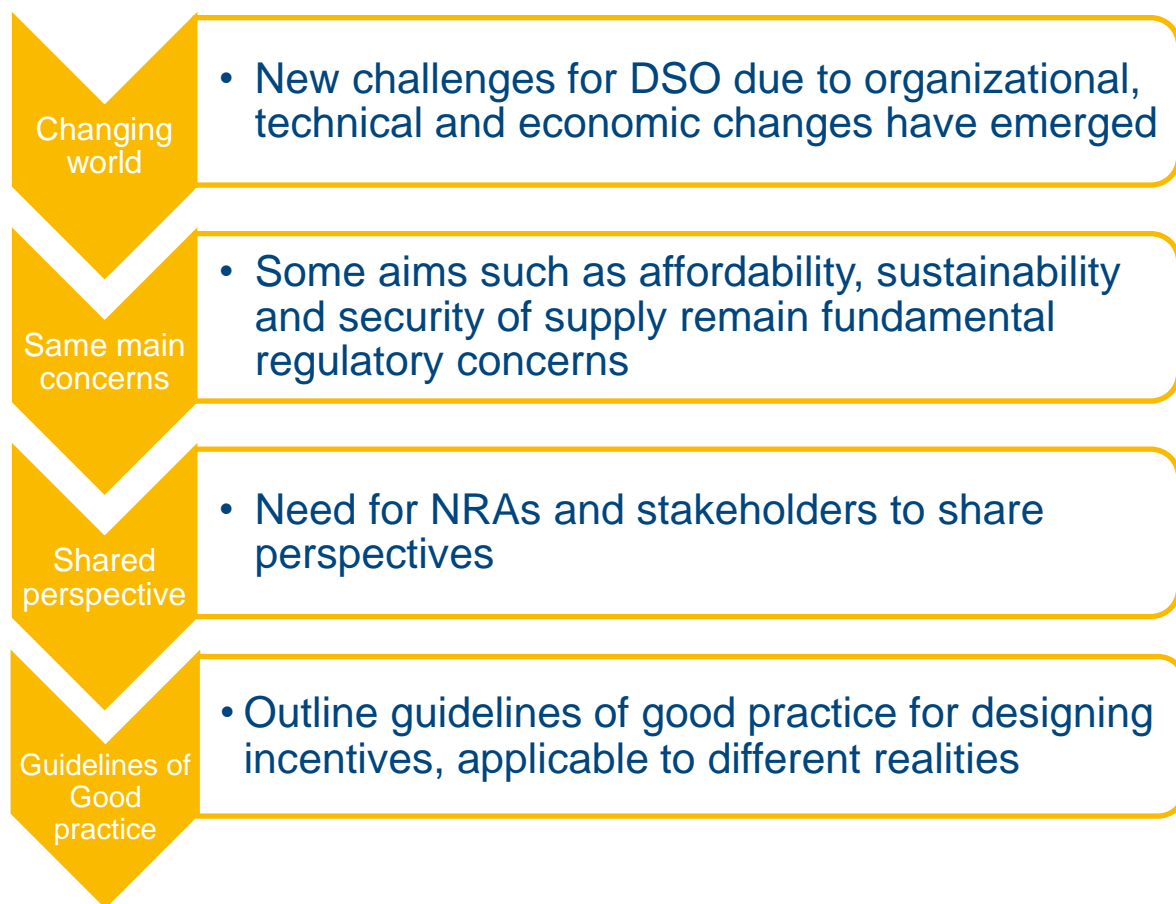 Changing
world
• New challenges for DSO due to organizational,
technical and economic changes have emerged
Same main
concerns
• Some aims such as affordability, sustainability
and security of supply remain fundamental
regulatory concerns
Shared
perspective
• Need for NRAs and stakeholders to share
perspectives
Guidelines of
Good
practice
• Outline guidelines of good practice for designing
incentives, applicable to different realities